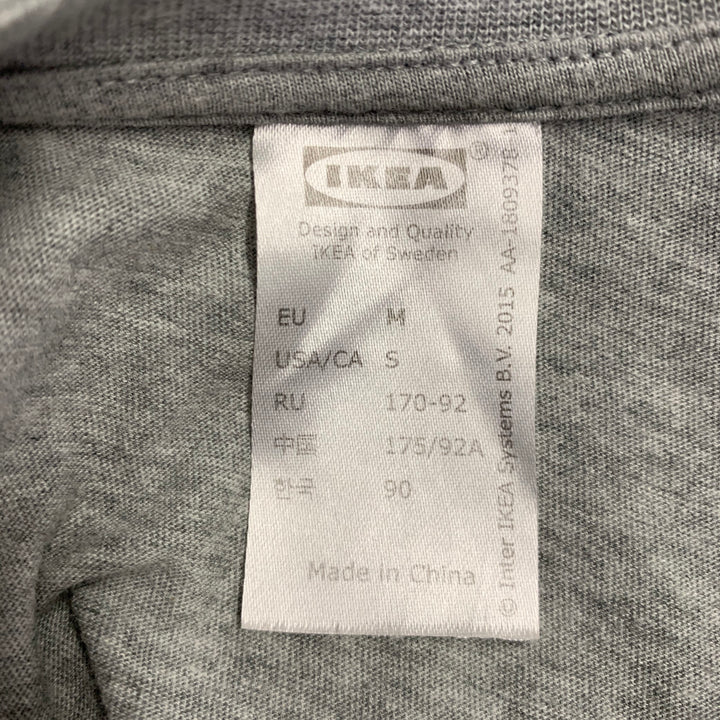 IKEA®
Design and Quality
IKEA of Sweden
EU M
USA/CA S
RU 170-92
中国 175/92A
한국 90
Made in China
© Inter IKEA Systems B.V. 2015 AA-1809378-